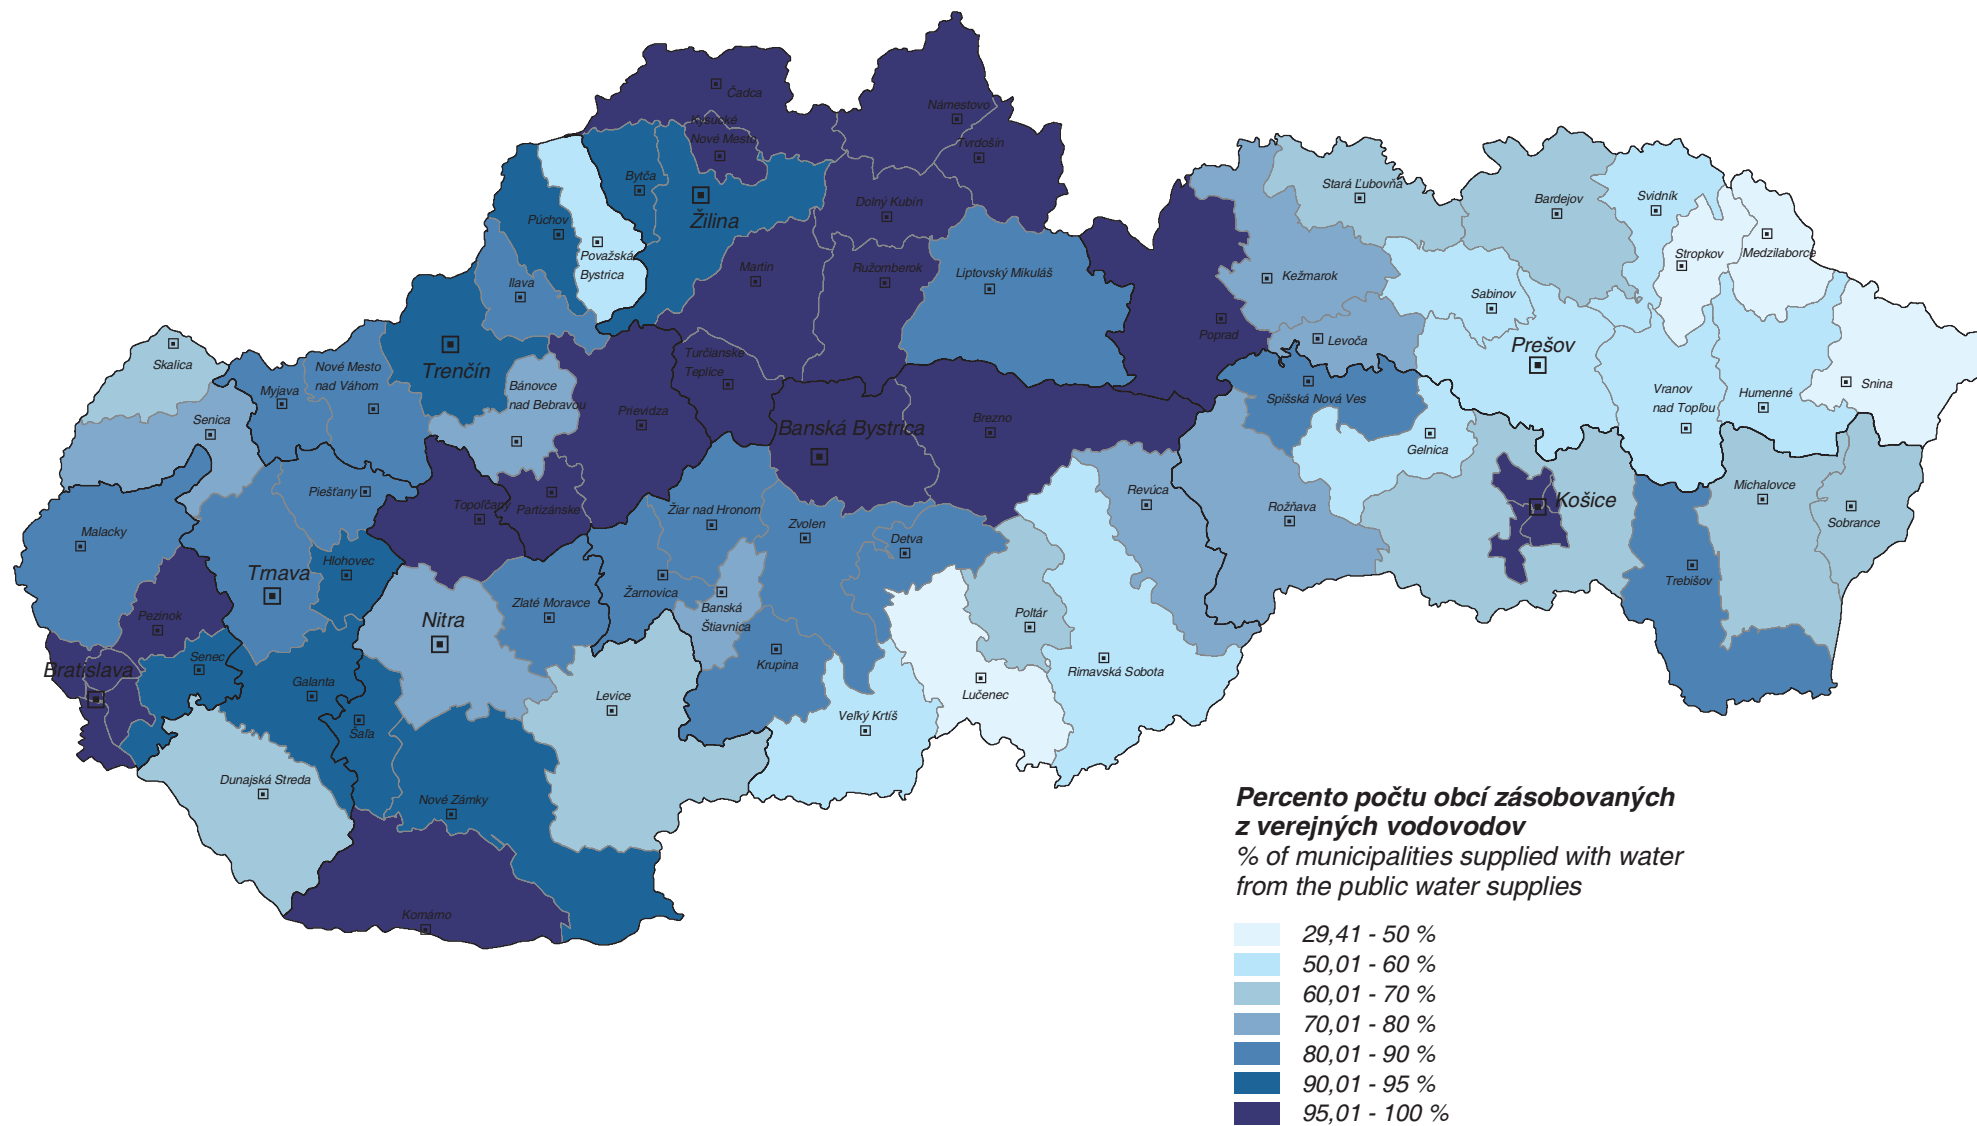 Čadca
Námestovo
Kysucké
Nové Mesto
Tvrdošín
Bytča
Žilina
Dolný Kubín
Stará Ľubovňa
Bardejov
Svidník
Púchov
Považská
Bystrica
Martin
Ružomberok
Liptovský Mikuláš
Kežmarok
Stropkov
Medzilaborce
Ilava
Sabinov
Poprad
Levoča
Prešov
Skalica
Trenčín
Nové Mesto
nad Váhom
Myjava
Bánovce
nad Bebravou
Turčianske
Teplice
Prievidza
Banská Bystrica
Brezno
Spišská Nová Ves
Vranov
nad Topľou
Humenné
Snina
Senica
Gelnica
Piešťany
Topoľčany
Partizánske
Žiar nad Hronom
Zvolen
Detva
Revúca
Rožňava
Košice
Michalovce
Sobrance
Malacky
Trnava
Hlohovec
Zlaté Moravce
Žarnovica
Banská
Štiavnica
Poltár
Trebišov
Pezinok
Nitra
Krupina
Rimavská Sobota
Bratislava
Senec
Galanta
Levice
Lučenec
Šaľa
Veľký Krtíš
Dunajská Streda
Nové Zámky
Komárno
Percento počtu obcí zásobovaných
z verejných vodovodov
% of municipalities supplied with water
from the public water supplies
29,41 - 50 %
50,01 - 60 %
60,01 - 70 %
70,01 - 80 %
80,01 - 90 %
90,01 - 95 %
95,01 - 100 %